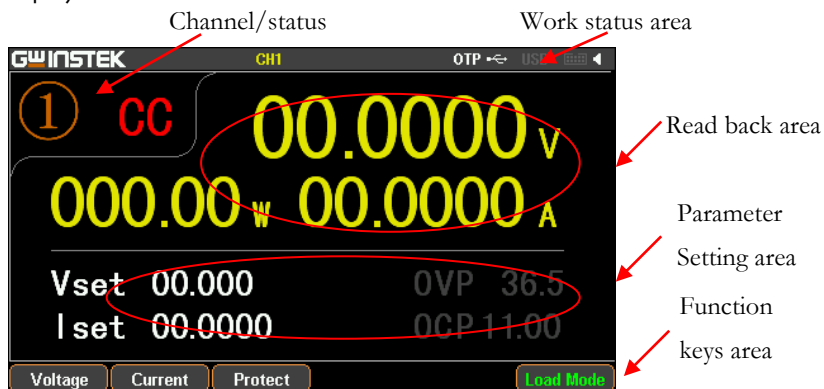 Channel/status Work status area
GWINSTEK CH1 OTP USB
1 CC 00.0000 V
Read back area
000.00 W 00.0000 A
Parameter
Setting area
Vset 00.000 OVP 36.5
Iset 00.0000 OCP 11.00
Function
keys area
Voltage Current Protect Load Mode